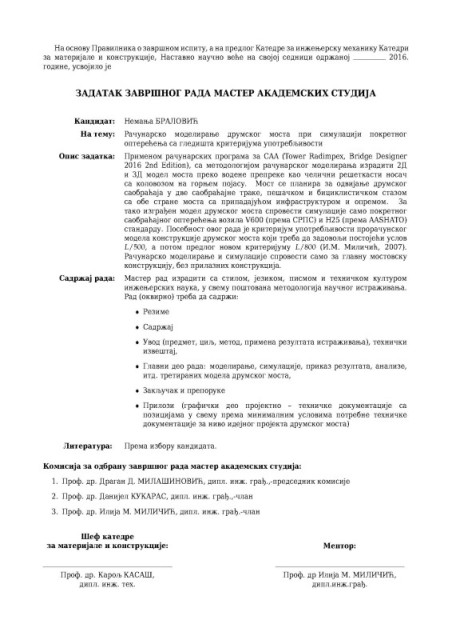 На основу Правилника о завршном испиту, а на предлог Катедре за инжењерску механику Катедри
за материјале и конструкције, Наставно научно веће на својој седници одржаној ________ 2016.
године, усвојило је
ЗАДАТАК ЗАВРШНОГ РАДА МАСТЕР АКАДЕМСКИХ СТУДИЈА
Кандидат: Немања БРАЛОВИЋ
На тему: Рачунарско моделирање друмског моста при симулацији покретног
оптерећења са гледишта критеријума употребљивости
Опис задатка: Применом рачунарских програма за САА (Tower Radimpex, Bridge Designer
2016 2nd Edition), са методологијом рачунарског моделирања израдити 2Д
и 3Д модел моста преко водене препреке као челични решеткасти носач
са коловозом на горњем појасу. Мост се планира за одвијање друмског
саобраћаја у две саобраћајне траке, пешачком и бициклистичком стазом
са обе стране моста са припадајућом инфраструктуром и опремом. За
тако израђен модел друмског моста спровести симулације само покретног
саобраћајног оптерећења возила V600 (према СРПС) и H25 (према AASHATO)
стандарду. Посебност овог рада је критеријум употребљивости прорачунског
модела конструкције друмског моста који треба да задовољи постојећи услов
L/500, а потом предлог новом критеријуму L/800 (И.М. Миличић, 2007).
Рачунарско моделирање и симулације спровести само за главну мостовску
конструкцију, без прилазних конструкција.
Садржај рада: Мастер рад израдити са стилом, језиком, писмом и техничком културом
инжењерских наука, у свему поштована методологија научног истраживања.
Рад (оквирно) треба да садржи:
• Резиме
• Садржај
• Увод (предмет, циљ, метод, примена резултата истраживања), технички
извештај,
• Главни део рада: моделирање, симулације, приказ резултата, анализе,
итд. третираних модела друмског моста,
• Закључак и препоруке
• Прилози (графички део пројектно – техничке документације са
позицијама у свему према минималним условима потребне техничке
документације за ниво идејног пројекта друмског моста)
Литература: Према избору кандидата.
Комисија за одбрану завршног рада мастер академских студија:
1. Проф. др. Драган Д. МИЛАШИНОВИЋ, дипл. инж. грађ.,-председник комисије
2. Проф. др. Данијел КУКАРАС, дипл. инж. грађ.,-члан
3. Проф. др. Илија М. МИЛИЧИЋ, дипл. инж. грађ.-члан
Шеф катедре
за материјале и конструкције: Ментор:
Проф. др. Карољ КАСАШ, Проф. др Илија М. МИЛИЧИЋ,
дипл. инж. тех. дипл.инж.грађ.